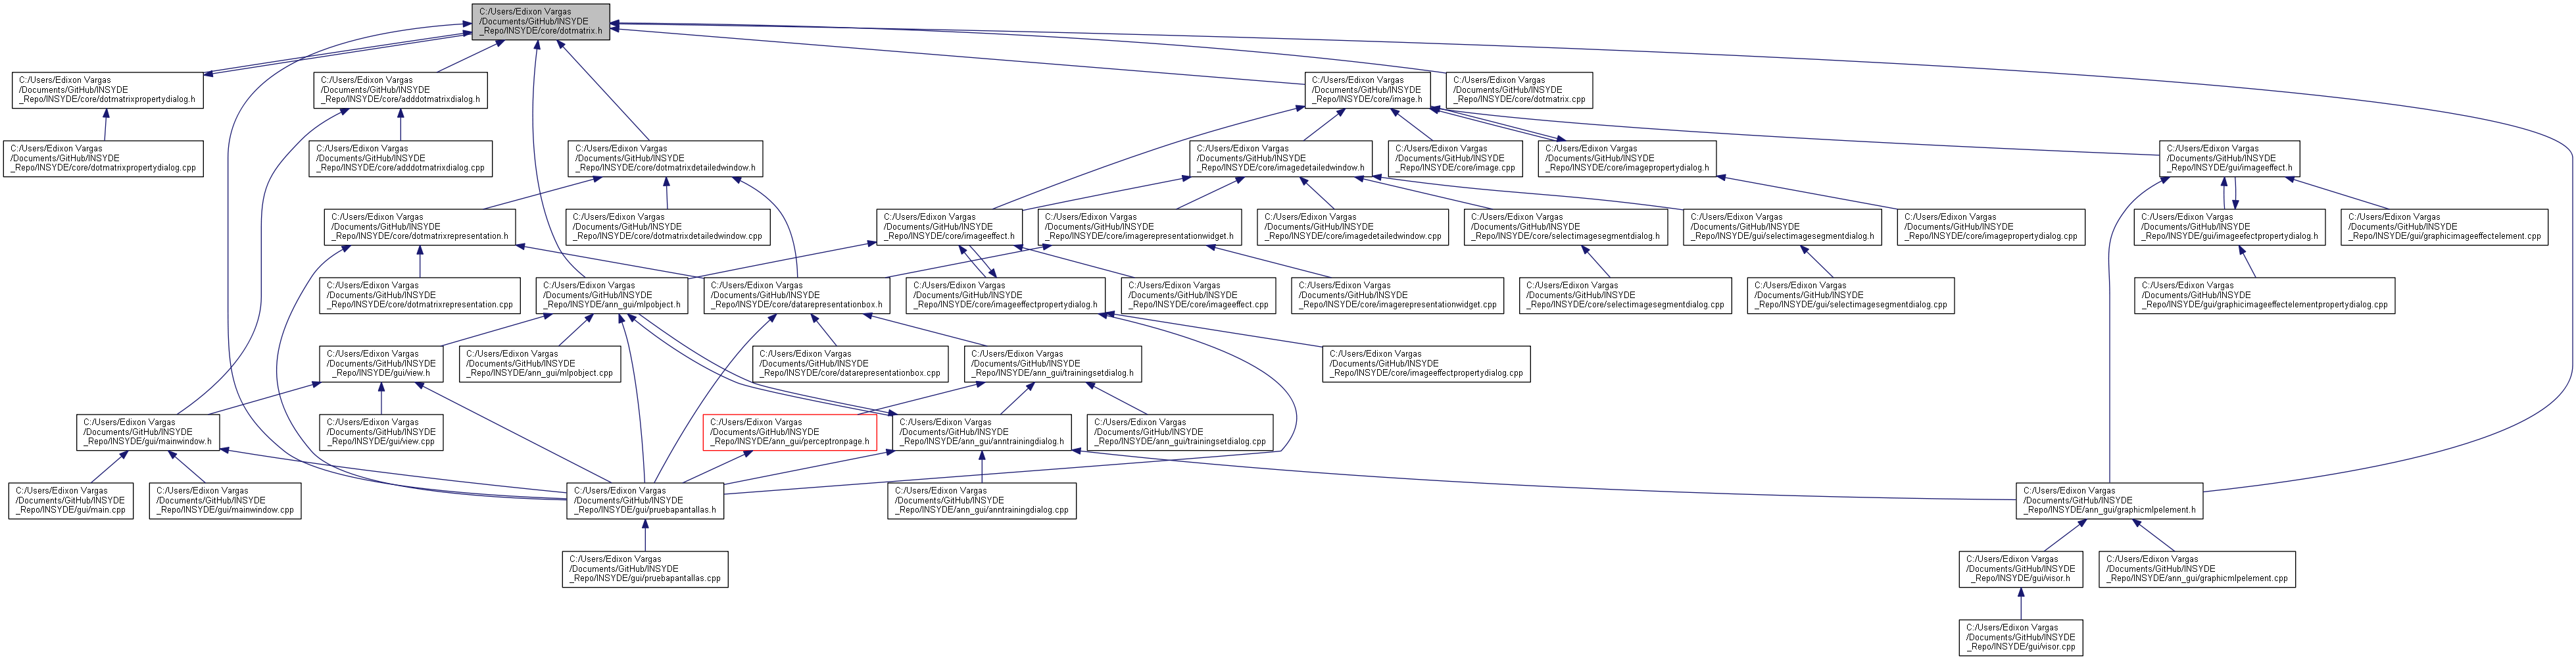 C:/Users/Edixon Vargas
/Documents/GitHub/INSYDE
_Repo/INSYDE/core/dotmatrix.h
C:/Users/Edixon Vargas
/Documents/GitHub/INSYDE
_Repo/INSYDE/core/dotmatrixpropertydialog.h
C:/Users/Edixon Vargas
/Documents/GitHub/INSYDE
_Repo/INSYDE/core/adddotmatrixdialog.h
C:/Users/Edixon Vargas
/Documents/GitHub/INSYDE
_Repo/INSYDE/core/image.h
C:/Users/Edixon Vargas
/Documents/GitHub/INSYDE
_Repo/INSYDE/core/dotmatrix.cpp
C:/Users/Edixon Vargas
/Documents/GitHub/INSYDE
_Repo/INSYDE/core/dotmatrixpropertydialog.cpp
C:/Users/Edixon Vargas
/Documents/GitHub/INSYDE
_Repo/INSYDE/core/adddotmatrixdialog.cpp
C:/Users/Edixon Vargas
/Documents/GitHub/INSYDE
_Repo/INSYDE/core/dotmatrixdetailedwindow.h
C:/Users/Edixon Vargas
/Documents/GitHub/INSYDE
_Repo/INSYDE/core/imagedetailedwindow.h
C:/Users/Edixon Vargas
/Documents/GitHub/INSYDE
_Repo/INSYDE/core/image.cpp
C:/Users/Edixon Vargas
/Documents/GitHub/INSYDE
_Repo/INSYDE/core/imagepropertydialog.h
C:/Users/Edixon Vargas
/Documents/GitHub/INSYDE
_Repo/INSYDE/gui/imageeffect.h
C:/Users/Edixon Vargas
/Documents/GitHub/INSYDE
_Repo/INSYDE/core/dotmatrixrepresentation.h
C:/Users/Edixon Vargas
/Documents/GitHub/INSYDE
_Repo/INSYDE/core/dotmatrixdetailedwindow.cpp
C:/Users/Edixon Vargas
/Documents/GitHub/INSYDE
_Repo/INSYDE/core/imageeffect.h
C:/Users/Edixon Vargas
/Documents/GitHub/INSYDE
_Repo/INSYDE/core/imagerepresentationwidget.h
C:/Users/Edixon Vargas
/Documents/GitHub/INSYDE
_Repo/INSYDE/core/imagedetailedwindow.cpp
C:/Users/Edixon Vargas
/Documents/GitHub/INSYDE
_Repo/INSYDE/core/selectimagesegmentdialog.h
C:/Users/Edixon Vargas
/Documents/GitHub/INSYDE
_Repo/INSYDE/gui/selectimagesegmentdialog.h
C:/Users/Edixon Vargas
/Documents/GitHub/INSYDE
_Repo/INSYDE/core/imagepropertydialog.cpp
C:/Users/Edixon Vargas
/Documents/GitHub/INSYDE
_Repo/INSYDE/gui/imageefectpropertydialog.h
C:/Users/Edixon Vargas
/Documents/GitHub/INSYDE
_Repo/INSYDE/gui/graphicimageeffectelement.cpp
C:/Users/Edixon Vargas
/Documents/GitHub/INSYDE
_Repo/INSYDE/core/dotmatrixrepresentation.cpp
C:/Users/Edixon Vargas
/Documents/GitHub/INSYDE
_Repo/INSYDE/ann_gui/mlpobject.h
C:/Users/Edixon Vargas
/Documents/GitHub/INSYDE
_Repo/INSYDE/core/datarepresentationbox.h
C:/Users/Edixon Vargas
/Documents/GitHub/INSYDE
_Repo/INSYDE/core/imageeffectpropertydialog.h
C:/Users/Edixon Vargas
/Documents/GitHub/INSYDE
_Repo/INSYDE/core/imageeffect.cpp
C:/Users/Edixon Vargas
/Documents/GitHub/INSYDE
_Repo/INSYDE/core/imagerepresentationwidget.cpp
C:/Users/Edixon Vargas
/Documents/GitHub/INSYDE
_Repo/INSYDE/core/selectimagesegmentdialog.cpp
C:/Users/Edixon Vargas
/Documents/GitHub/INSYDE
_Repo/INSYDE/gui/selectimagesegmentdialog.cpp
C:/Users/Edixon Vargas
/Documents/GitHub/INSYDE
_Repo/INSYDE/gui/graphicimageeffectelementpropertydialog.cpp
C:/Users/Edixon Vargas
/Documents/GitHub/INSYDE
_Repo/INSYDE/gui/view.h
C:/Users/Edixon Vargas
/Documents/GitHub/INSYDE
_Repo/INSYDE/ann_gui/mlpobject.cpp
C:/Users/Edixon Vargas
/Documents/GitHub/INSYDE
_Repo/INSYDE/core/datarepresentationbox.cpp
C:/Users/Edixon Vargas
/Documents/GitHub/INSYDE
_Repo/INSYDE/ann_gui/trainingsetdialog.h
C:/Users/Edixon Vargas
/Documents/GitHub/INSYDE
_Repo/INSYDE/core/imageeffectpropertydialog.cpp
C:/Users/Edixon Vargas
/Documents/GitHub/INSYDE
_Repo/INSYDE/gui/mainwindow.h
C:/Users/Edixon Vargas
/Documents/GitHub/INSYDE
_Repo/INSYDE/gui/view.cpp
C:/Users/Edixon Vargas
/Documents/GitHub/INSYDE
_Repo/INSYDE/ann_gui/perceptronpage.h
C:/Users/Edixon Vargas
/Documents/GitHub/INSYDE
_Repo/INSYDE/ann_gui/anntrainingdialog.h
C:/Users/Edixon Vargas
/Documents/GitHub/INSYDE
_Repo/INSYDE/ann_gui/trainingsetdialog.cpp
C:/Users/Edixon Vargas
/Documents/GitHub/INSYDE
_Repo/INSYDE/gui/main.cpp
C:/Users/Edixon Vargas
/Documents/GitHub/INSYDE
_Repo/INSYDE/gui/mainwindow.cpp
C:/Users/Edixon Vargas
/Documents/GitHub/INSYDE
_Repo/INSYDE/gui/pruebapantallas.h
C:/Users/Edixon Vargas
/Documents/GitHub/INSYDE
_Repo/INSYDE/ann_gui/anntrainingdialog.cpp
C:/Users/Edixon Vargas
/Documents/GitHub/INSYDE
_Repo/INSYDE/ann_gui/graphicmlpelement.h
C:/Users/Edixon Vargas
/Documents/GitHub/INSYDE
_Repo/INSYDE/gui/pruebapantallas.cpp
C:/Users/Edixon Vargas
/Documents/GitHub/INSYDE
_Repo/INSYDE/gui/visor.h
C:/Users/Edixon Vargas
/Documents/GitHub/INSYDE
_Repo/INSYDE/ann_gui/graphicmlpelement.cpp
C:/Users/Edixon Vargas
/Documents/GitHub/INSYDE
_Repo/INSYDE/gui/visor.cpp